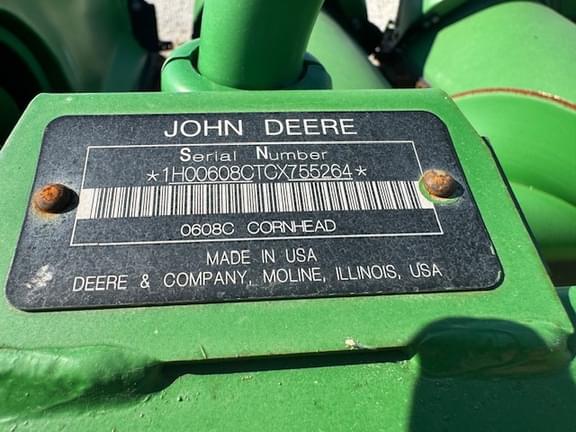 JOHN DEERE
Serial Number
*1H00608CTCX755264*
0608C CORNHEAD
MADE IN USA
DEERE & COMPANY, MOLINE, ILLINOIS, USA